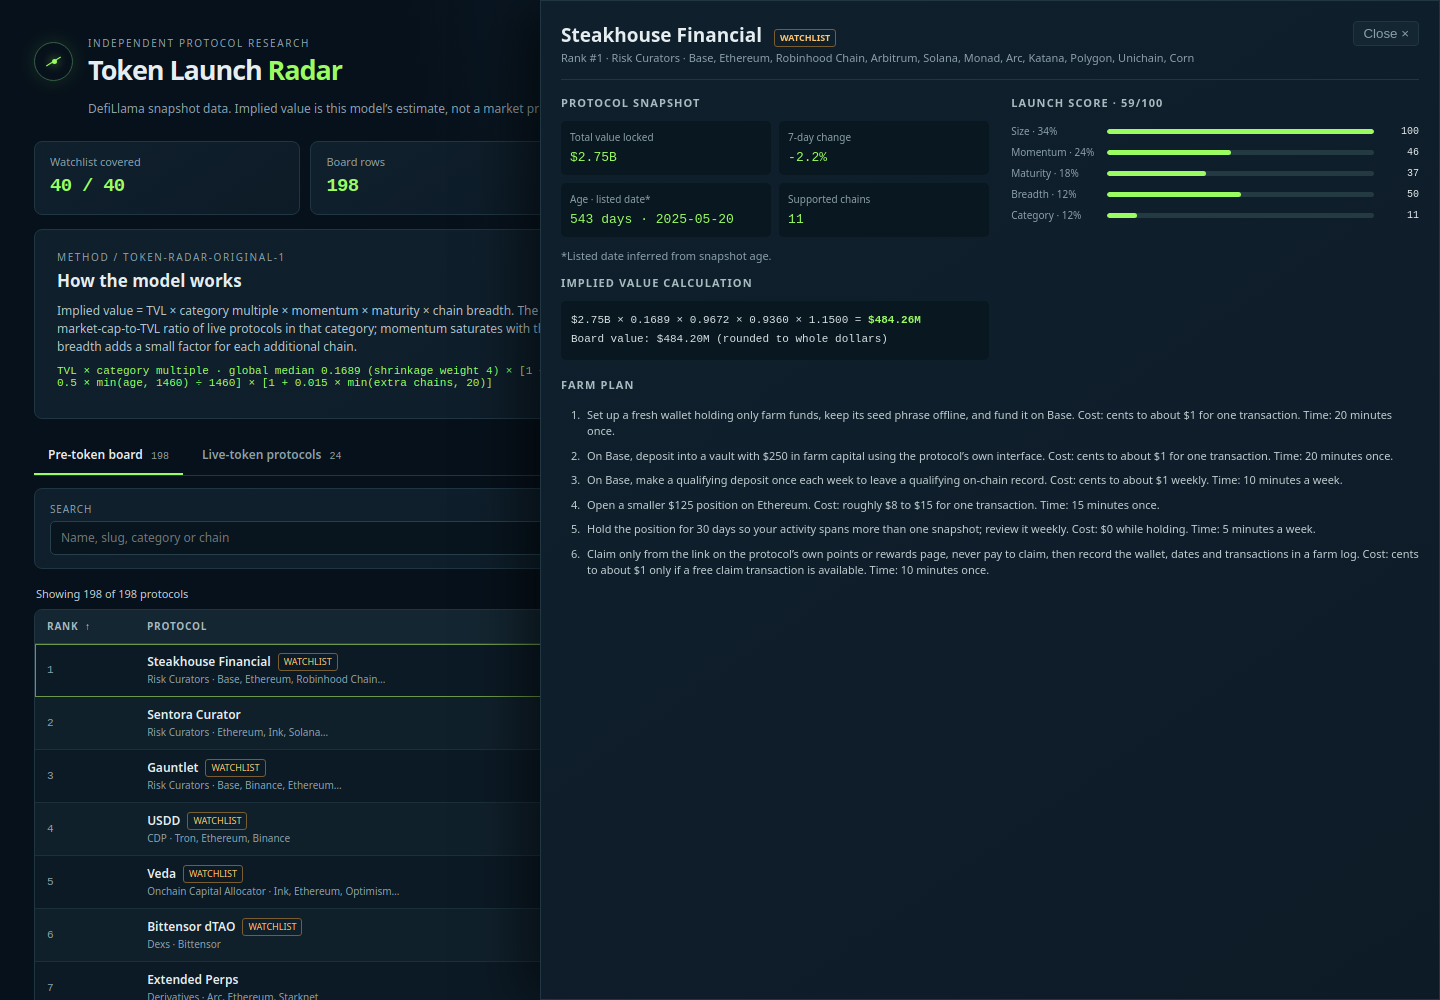 INDEPENDENT PROTOCOL RESEARCH
Token Launch Radar
DefiLlama snapshot data. Implied value is this model's estimate, not a market pr
Watchlist covered
40 / 40
Board rows
198
METHOD / TOKEN-RADAR-ORIGINAL-1
How the model works
Implied value = TVL × category multiple × momentum × maturity × chain breadth. The
market-cap-to-TVL ratio of live protocols in that category; momentum saturates with th
breadth adds a small factor for each additional chain.
TVL × category multiple · global median 0.1689 (shrinkage weight 4) × [1
0.5 × min(age, 1460) ÷ 1460] × [1 + 0.015 × min(extra chains, 20)]
Pre-token board 198
Live-token protocols 24
SEARCH
Name, slug, category or chain
Showing 198 of 198 protocols
RANK ↑ PROTOCOL
1 Steakhouse Financial WATCHLIST
Risk Curators · Base, Ethereum, Robinhood Chain…
2 Sentora Curator
Risk Curators · Ethereum, Ink, Solana…
3 Gauntlet WATCHLIST
Risk Curators · Base, Binance, Ethereum…
4 USDD WATCHLIST
CDP · Tron, Ethereum, Binance
5 Veda WATCHLIST
Onchain Capital Allocator · Ink, Ethereum, Optimism…
6 Bittensor dTAO WATCHLIST
Dexs · Bittensor
7 Extended Perps
Derivatives · Arc, Ethereum, Starknet
Steakhouse Financial WATCHLIST
Close ×
Rank #1 · Risk Curators · Base, Ethereum, Robinhood Chain, Arbitrum, Solana, Monad, Arc, Katana, Polygon, Unichain, Corn
PROTOCOL SNAPSHOT
Total value locked
$2.75B
7-day change
-2.2%
Age · listed date*
543 days · 2025-05-20
Supported chains
11
*Listed date inferred from snapshot age.
IMPLIED VALUE CALCULATION
$2.75B × 0.1689 × 0.9672 × 0.9360 × 1.1500 = $484.26M
Board value: $484.20M (rounded to whole dollars)
LAUNCH SCORE · 59/100
Size · 34% 100
Momentum · 24% 46
Maturity · 18% 37
Breadth · 12% 50
Category · 12% 11
FARM PLAN
1. Set up a fresh wallet holding only farm funds, keep its seed phrase offline, and fund it on Base. Cost: cents to about $1 for one transaction. Time: 20 minutes
once.
2. On Base, deposit into a vault with $250 in farm capital using the protocol's own interface. Cost: cents to about $1 for one transaction. Time: 20 minutes once.
3. On Base, make a qualifying deposit once each week to leave a qualifying on-chain record. Cost: cents to about $1 weekly. Time: 10 minutes a week.
4. Open a smaller $125 position on Ethereum. Cost: roughly $8 to $15 for one transaction. Time: 15 minutes once.
5. Hold the position for 30 days so your activity spans more than one snapshot; review it weekly. Cost: $0 while holding. Time: 5 minutes a week.
6. Claim only from the link on the protocol's own points or rewards page, never pay to claim, then record the wallet, dates and transactions in a farm log. Cost: cents
to about $1 only if a free claim transaction is available. Time: 10 minutes once.